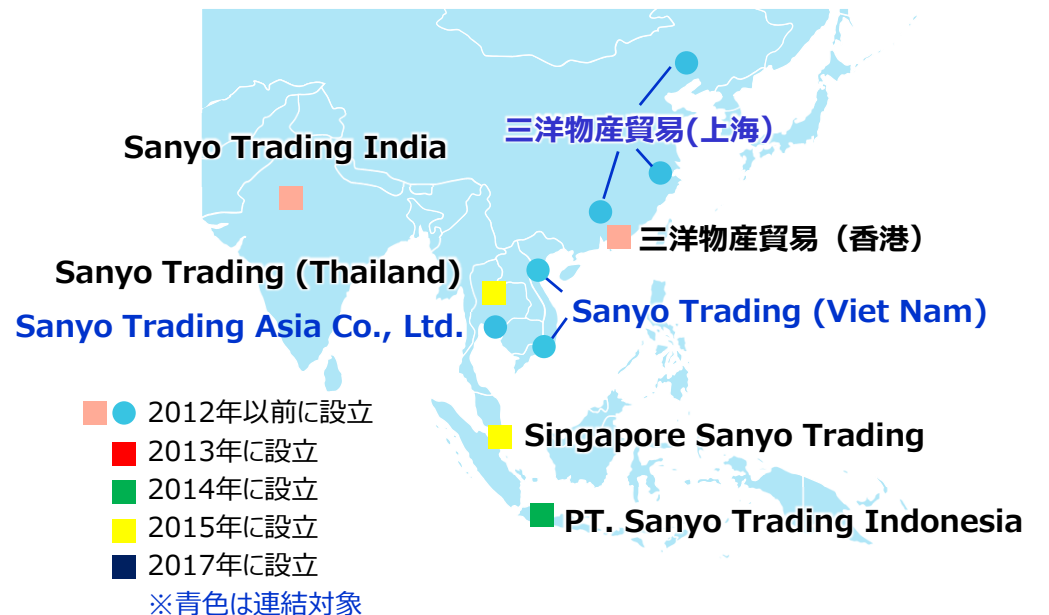 三洋物産貿易(上海）
Sanyo Trading India
三洋物産貿易（香港）
Sanyo Trading (Thailand)
Sanyo Trading Asia Co., Ltd.
Sanyo Trading (Viet Nam)
2012年以前に設立
2013年に設立
2014年に設立
2015年に設立
2017年に設立
※青色は連結対象
Singapore Sanyo Trading
PT. Sanyo Trading Indonesia